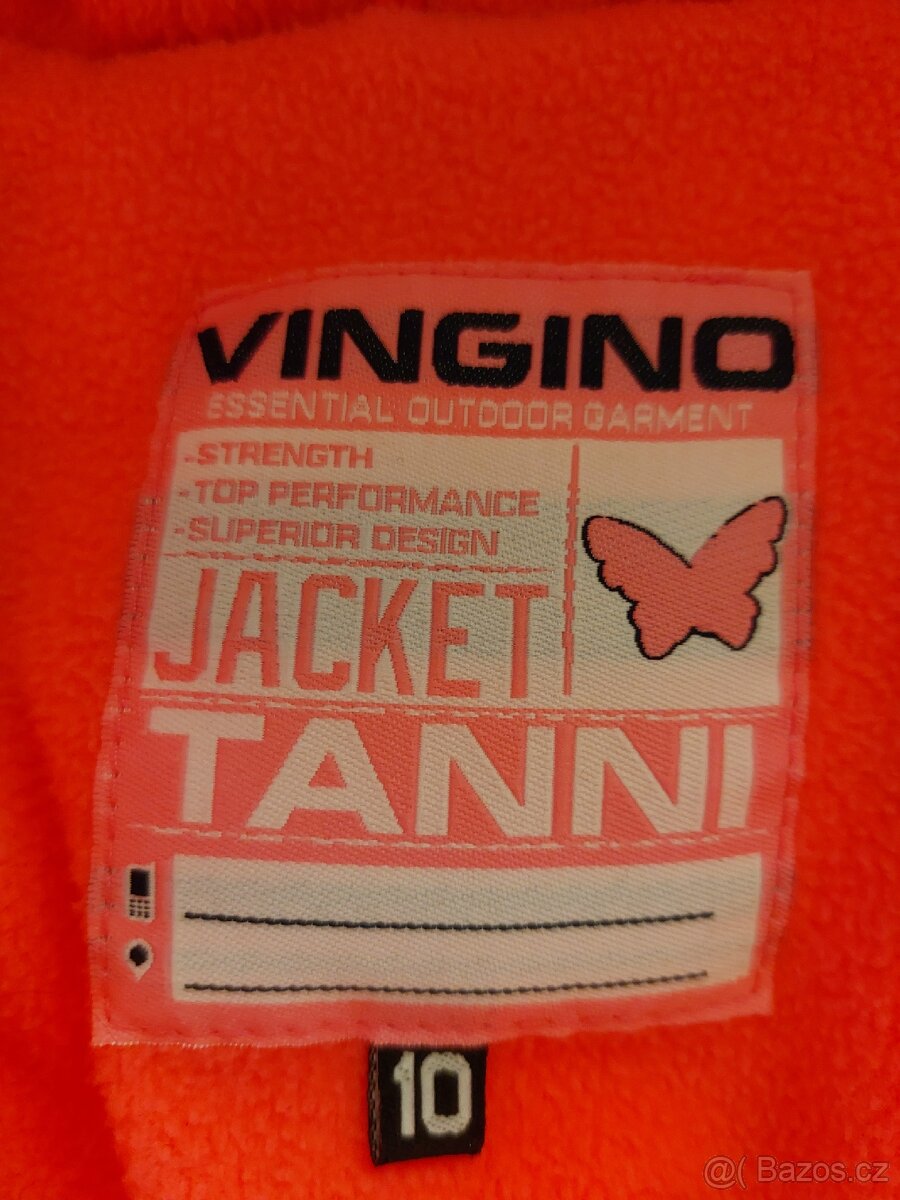 VINGINO
ESSENTIAL OUTDOOR GARMENT
-STRENGTH
-TOP PERFORMANCE
-SUPERIOR DESIGN
JACKET
TANNI
10
@( Bazos.cz